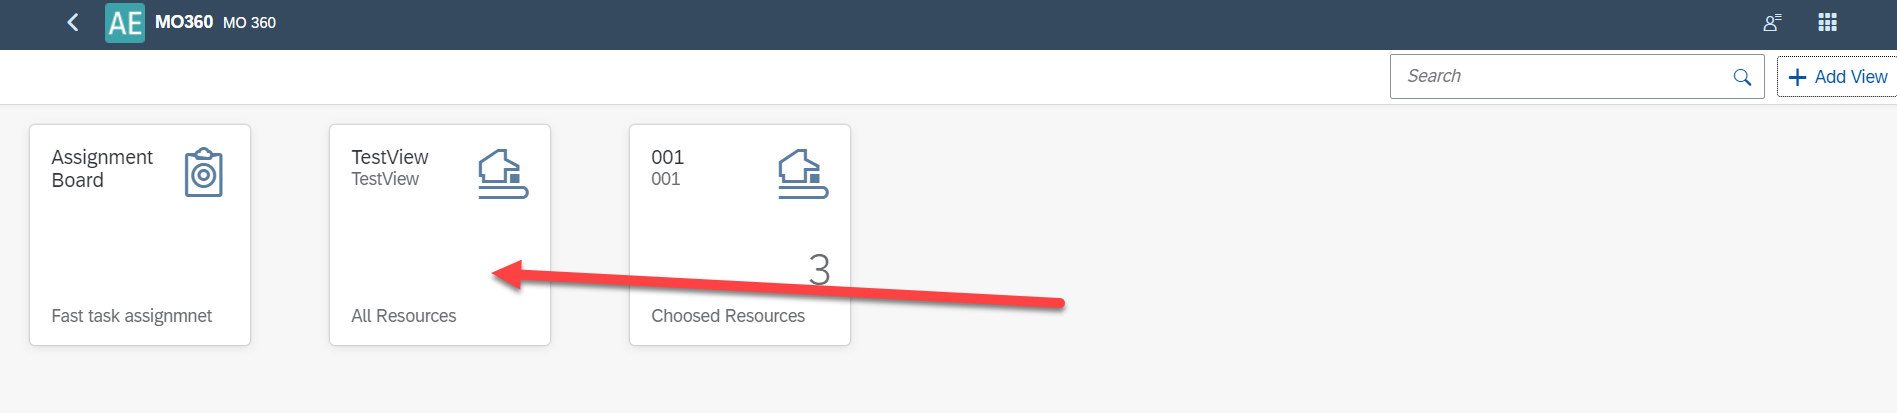 AE MO360 MO 360
Search
Add View
Assignment
Board
Fast task assignmnet
TestView
TestView
All Resources
001
001
3
Choosed Resources